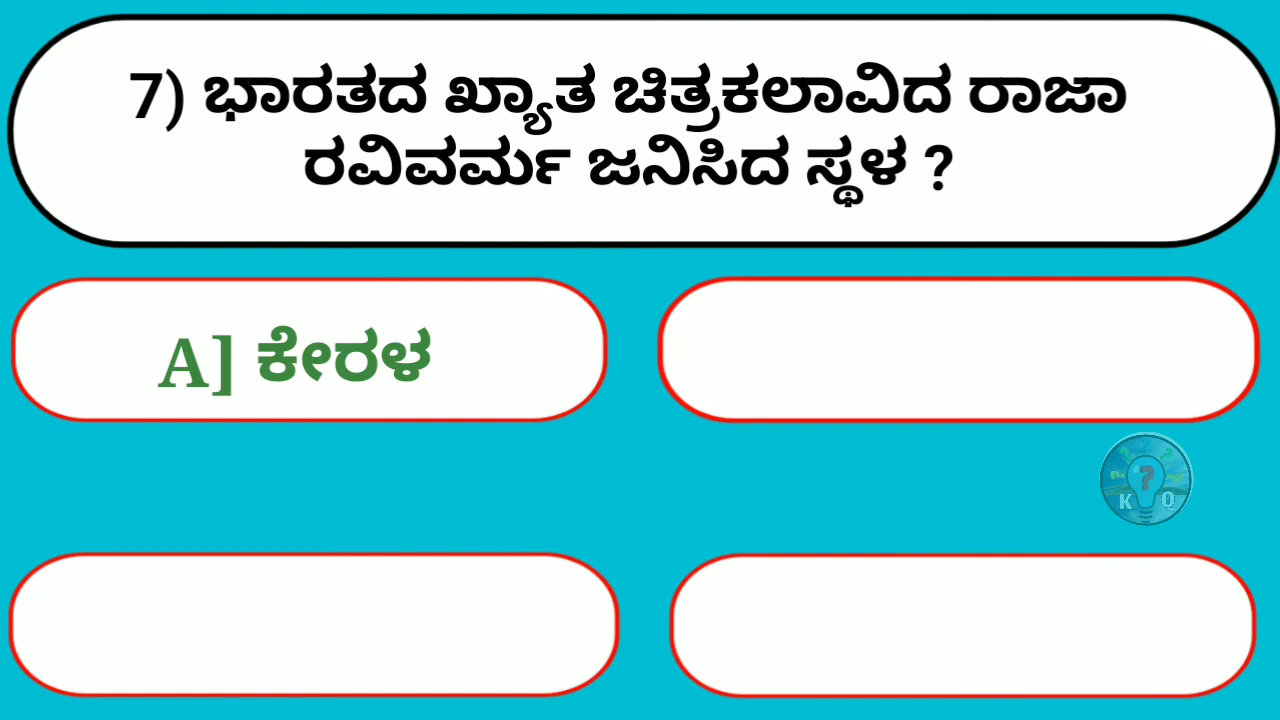 7) ಭಾರತದ ಖ್ಯಾತ ಚಿತ್ರಕಲಾವಿದ ರಾಜಾ
ರವಿವರ್ಮ ಜನಿಸಿದ ಸ್ಥಳ ?
A] ಕೇರಳ
?
K Q